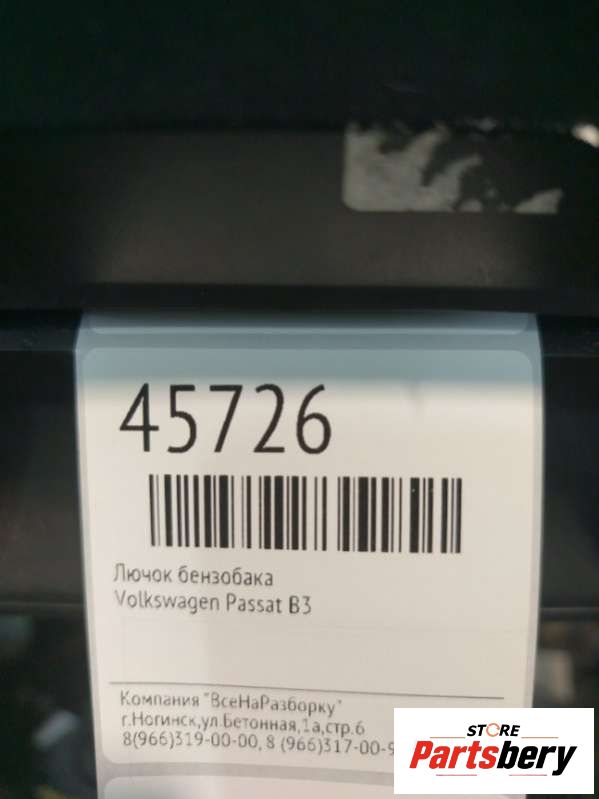 45726
Лючок бензобака
Volkswagen Passat B3
Компания "ВсеНаРазборку"
г.Ногинск,ул.Бетонная,1а,стр.6
8(966)319-00-00, 8 (966)317-00-9
STORE
Partsbery